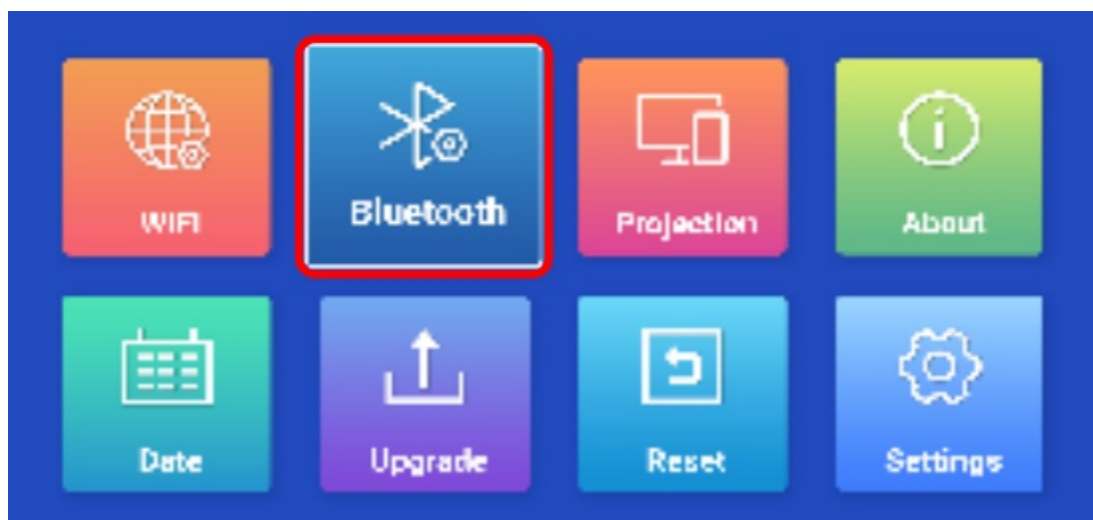 WIFI
Bluetooth
Projection
About
Date
Upgrade
Reset
Settings